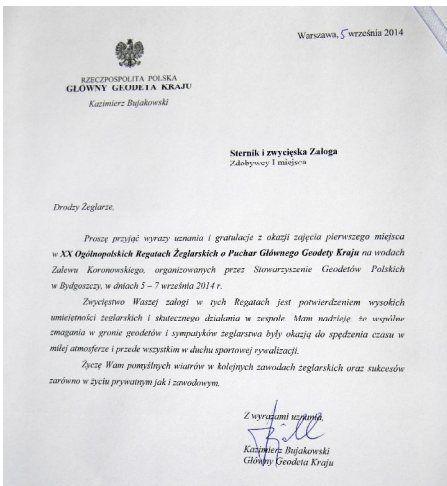 Warszawa, 5 września 2014
RZECZPOSPOLITA POLSKA
GŁÓWNY GEODETA KRAJU
Kazimierz Bujakowski
Sternik i zwycięska Załoga
Zdobywcy I miejsca
Drodzy Żeglarze,
Proszę przyjąć wyrazy uznania i gratulacje z okazji zajęcia pierwszego miejsca
w XX Ogólnopolskich Regatach Żeglarskich o Puchar Głównego Geodety Kraju na wodach
Zalewu Koronowskiego, organizowanych przez Stowarzyszenie Geodetów Polskich
w Bydgoszczy, w dniach 5 – 7 września 2014 r.
Zwycięstwo Waszej załogi w tych Regatach jest potwierdzeniem wysokich
umiejętności żeglarskich i skutecznego działania w zespole. Mam nadzieję, że wspólne
zmagania w gronie geodetów i sympatyków żeglarstwa były okazją do spędzenia czasu w
miłej atmosferze i przede wszystkim w duchu sportowej rywalizacji.
Życzę Wam pomyślnych wiatrów w kolejnych zawodach żeglarskich oraz sukcesów
zarówno w życiu prywatnym jak i zawodowym.
Z wyrazami uznania,
Kazimierz Bujakowski
Główny Geodeta Kraju